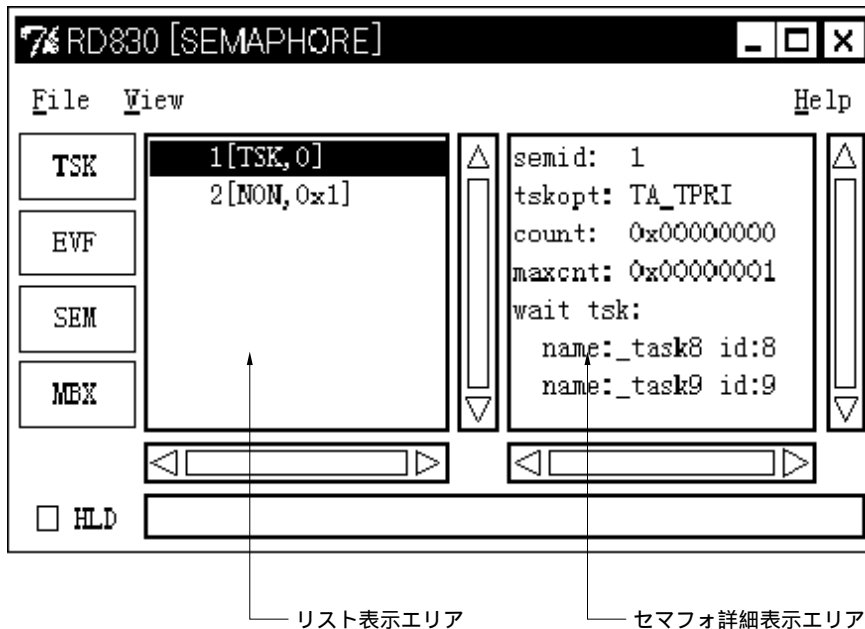 RD830 [SEMAPHORE]
File View Help
TSK
EVF
SEM
MBX
1[TSK,0]
2[NON,0x1]
semid: 1
tskopt: TA_TPRI
count: 0x00000000
maxcnt: 0x00000001
wait tsk:
name:_task8 id:8
name:_task9 id:9
HLD
リスト表示エリア
セマフォ詳細表示エリア